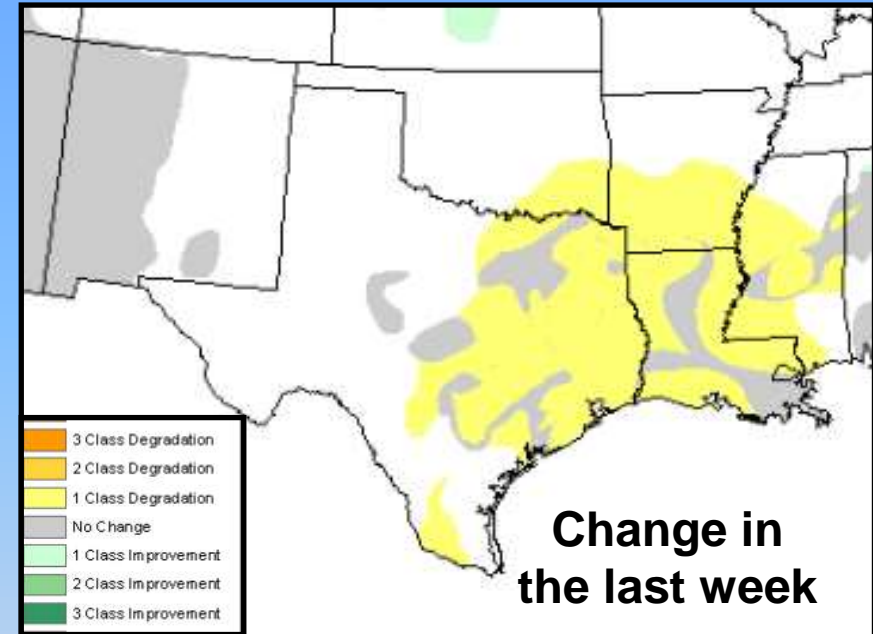 3 Class Degradation
2 Class Degradation
1 Class Degradation
No Change
1 Class Improvement
2 Class Improvement
3 Class Improvement
Change in
the last week